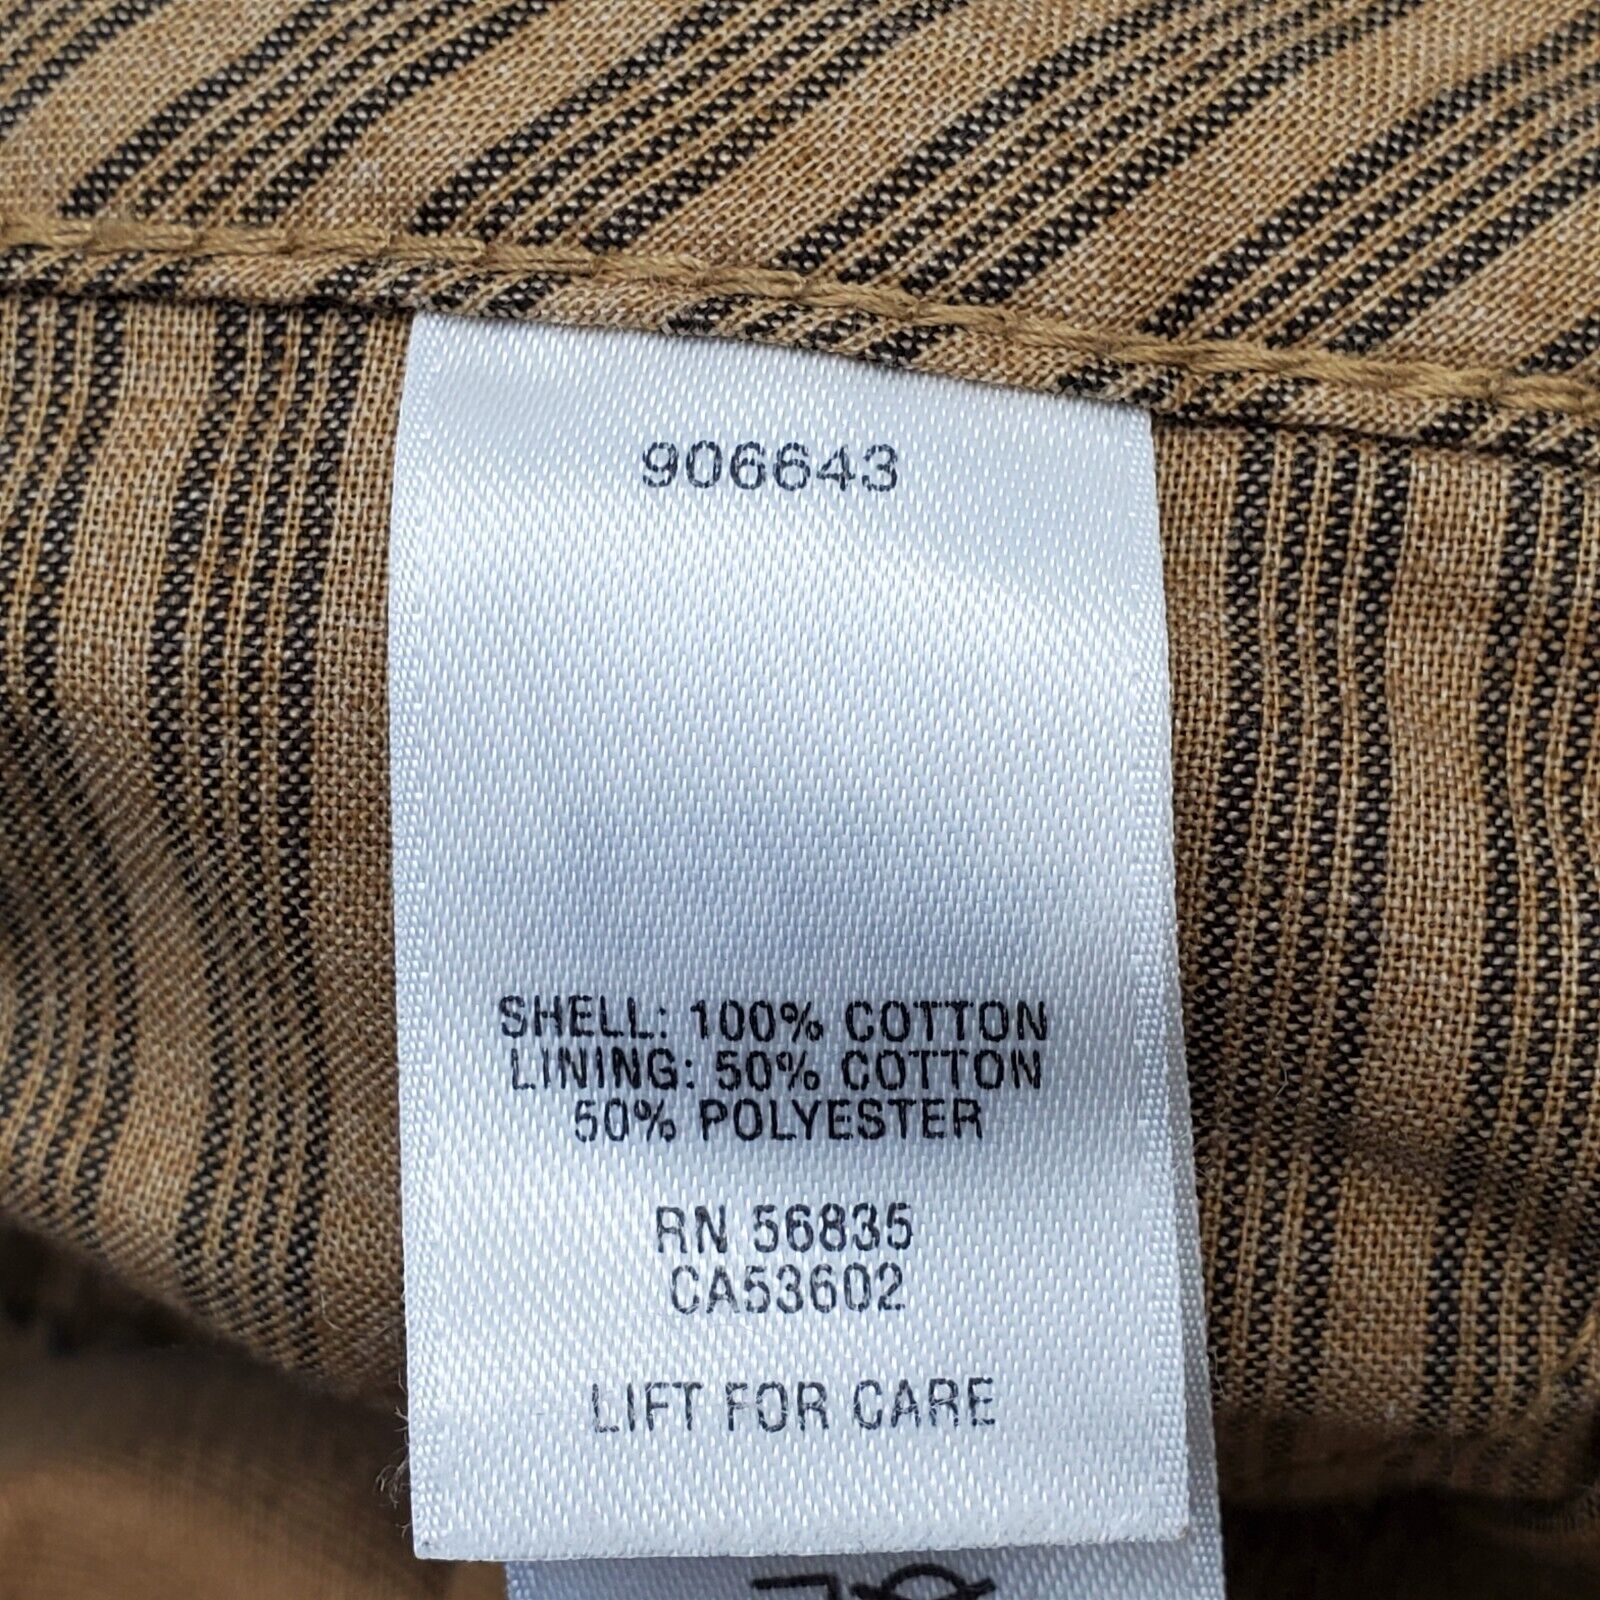 906643
SHELL: 100% COTTON
LINING: 50% COTTON
50% POLYESTER
RN 56835
CA53602
LIFT FOR CARE